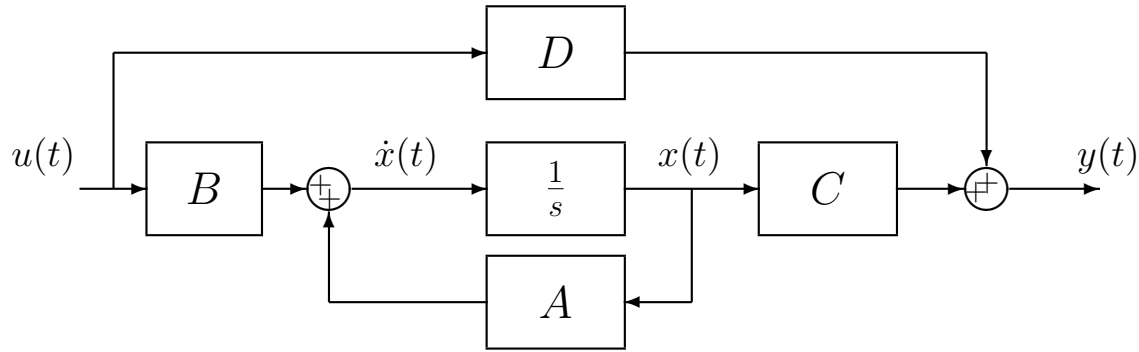 D
u(t) ẋ(t) x(t) y(t)
B + + 1/s C + +
A